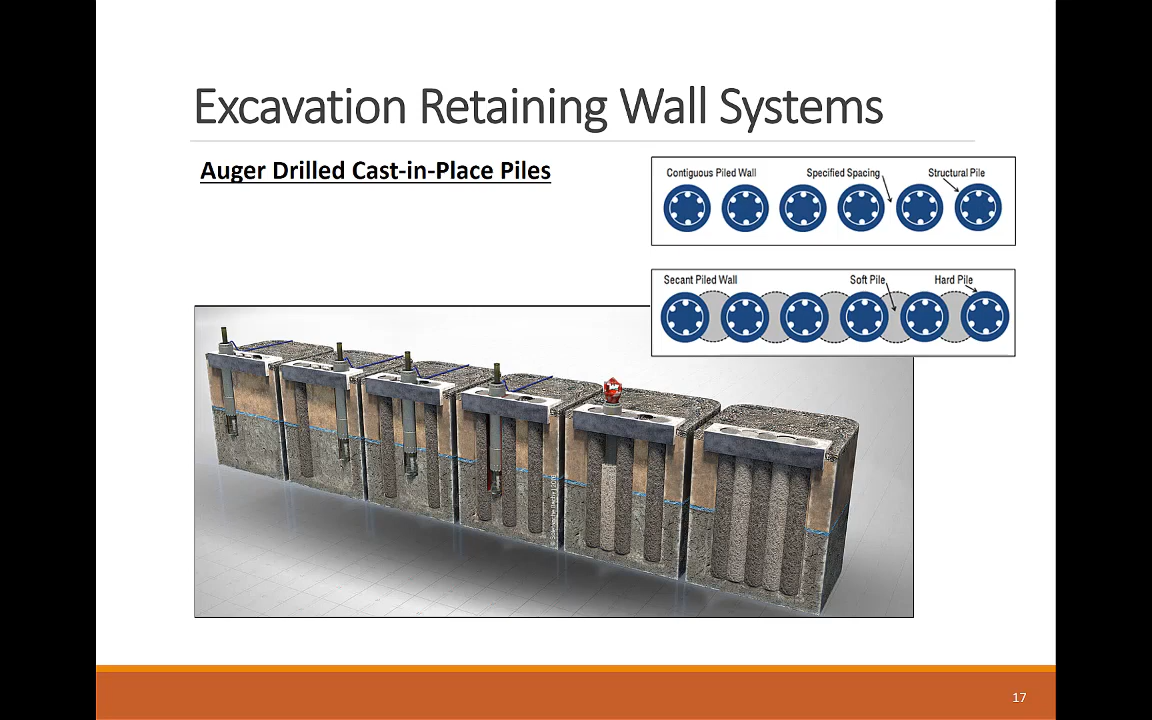 Excavation Retaining Wall Systems
Auger Drilled Cast-in-Place Piles
Contiguous Piled Wall Specified Spacing Structural Pile
Secant Piled Wall Soft Pile Hard Pile
17